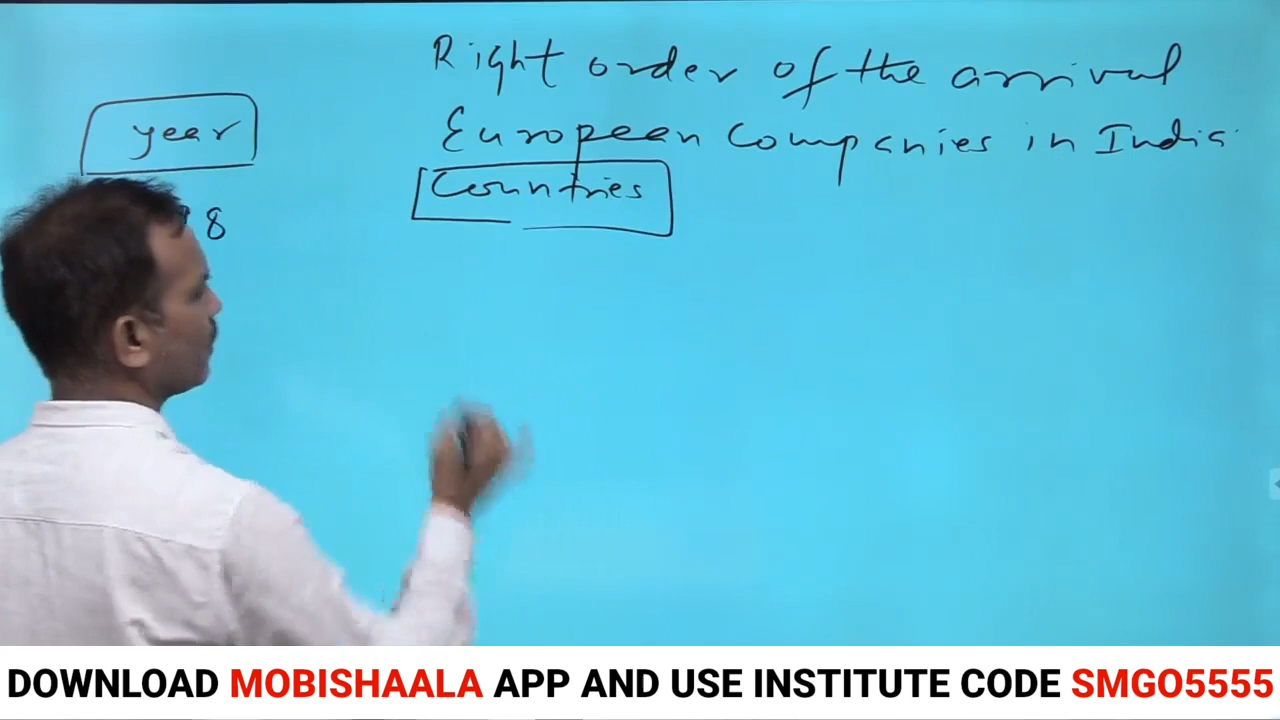 Right order of the arrival
year
European Companies in India
Countries
8
DOWNLOAD MOBISHAALA APP AND USE INSTITUTE CODE SMGO5555